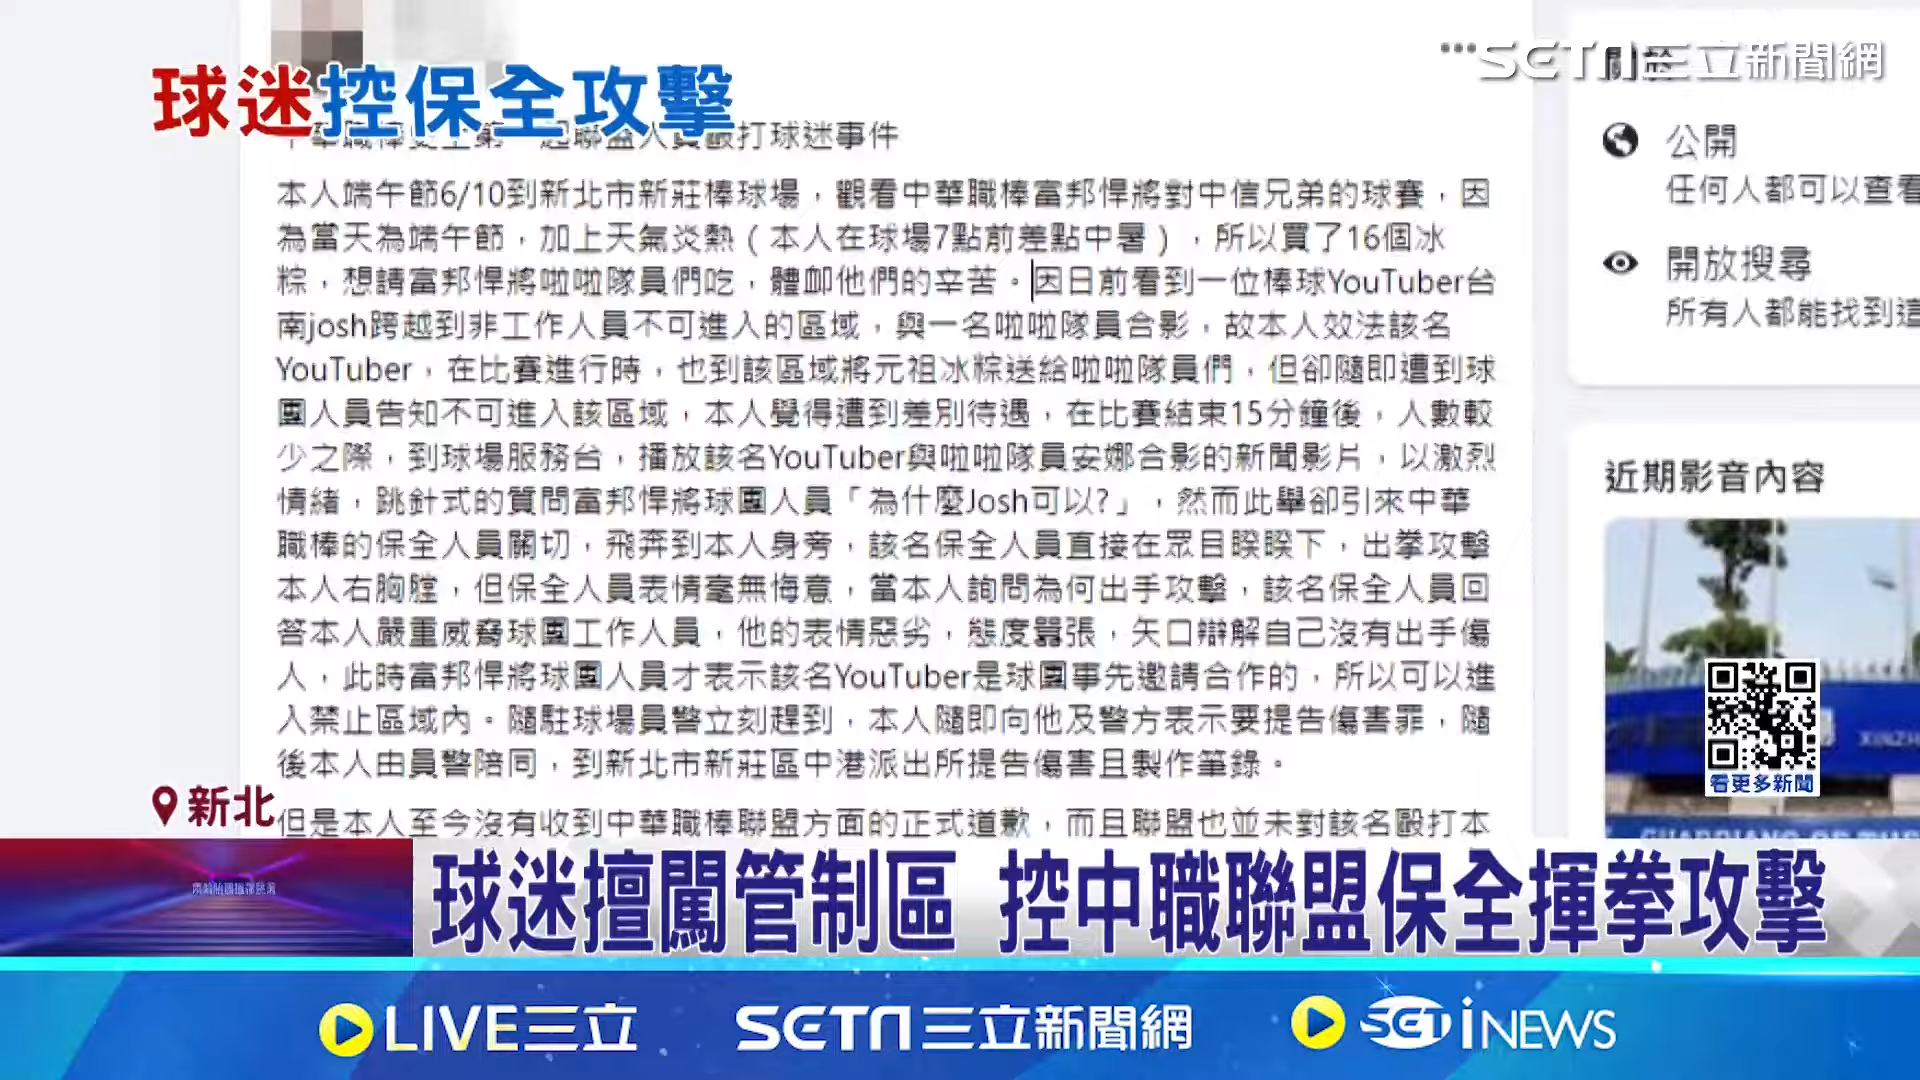 SETN三立新聞網
球迷控保全攻擊
打球迷事件
本人端午節6/10到新北市新莊棒球場，觀看中華職棒富邦悍將對中信兄弟的球賽，因
為當天為端午節，加上天氣炎熱（本人在球場7點前差點中暑），所以買了16個冰
粽，想請富邦悍將啦啦隊員們吃，體卹他們的辛苦。因日前看到一位棒球YouTuber台
南josh跨越到非工作人員不可進入的區域，與一名啦啦隊員合影，故本人效法該名
YouTuber，在比賽進行時，也到該區域將元祖冰粽送給啦啦隊員們，但卻隨即遭到球
團人員告知不可進入該區域，本人覺得遭到差別待遇，在比賽結束15分鐘後，人數較
少之際，到球場服務台，播放該名YouTuber與啦啦隊員安娜合影的新聞影片，以激烈
情緒，跳針式的質問富邦悍將球團人員「為什麼Josh可以?」，然而此舉卻引來中華
職棒的保全人員關切，飛奔到本人身旁，該名保全人員直接在眾目睽睽下，出拳攻擊
本人右胸膛，但保全人員表情毫無悔意，當本人詢問為何出手攻擊，該名保全人員回
答本人嚴重威脅球團工作人員，他的表情惡劣，態度囂張，矢口辯解自己沒有出手傷
人，此時富邦悍將球團人員才表示該名YouTuber是球團事先邀請合作的，所以可以進
入禁止區域內。隨駐球場員警立刻趕到，本人隨即向他及警方表示要提告傷害罪，隨
後本人由員警陪同，到新北市新莊區中港派出所提告傷害且製作筆錄。
但是本人至今沒有收到中華職棒聯盟方面的正式道歉，而且聯盟也並未對該名毆打本
公開
任何人都可以查看
開放搜尋
所有人都能找到這
近期影音內容
看更多新聞
新北
球迷擅闖管制區 控中職聯盟保全揮拳攻擊
LIVE三立
SETN三立新聞網
SET iNEWS